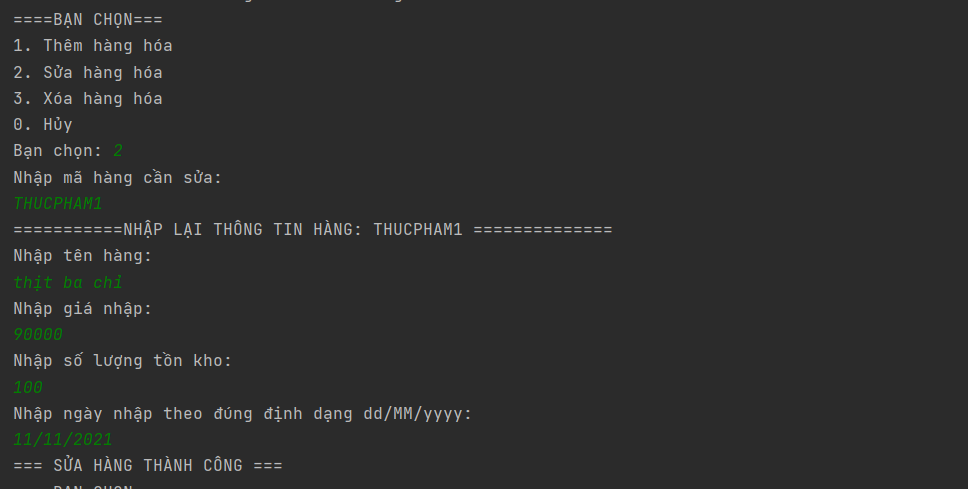 ====BẠN CHỌN===
1. Thêm hàng hóa
2. Sửa hàng hóa
3. Xóa hàng hóa
0. Hủy
Bạn chọn: 2
Nhập mã hàng cần sửa:
THUCPHAM1
===========NHẬP LẠI THÔNG TIN HÀNG: THUCPHAM1 ==============
Nhập tên hàng:
thịt ba chỉ
Nhập giá nhập:
90000
Nhập số lượng tồn kho:
100
Nhập ngày nhập theo đúng định dạng dd/MM/yyyy:
11/11/2021
=== SỬA HÀNG THÀNH CÔNG ===